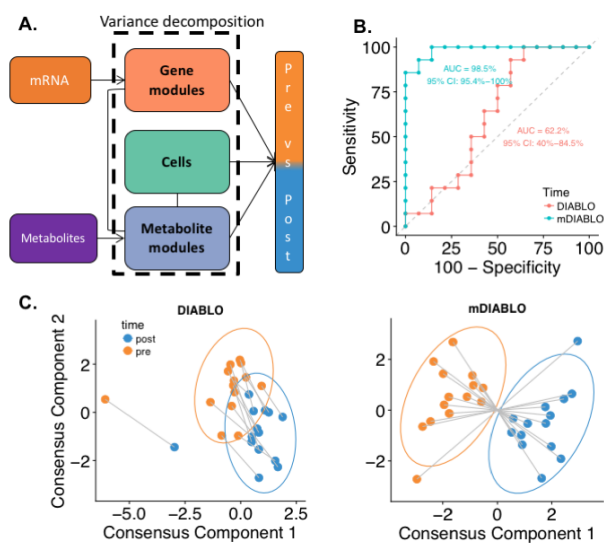 A.
Variance decomposition
mRNA
Gene
modules
Cells
Metabolites
Metabolite
modules
Pre vs Post
B.
Sensitivity
100
75
50
25
0
AUC = 98.5%
95% CI: 95.4%−100%
AUC = 62.2%
95% CI: 40%−84.5%
Time
DIABLO
mDIABLO
0 25 50 75 100
100 − Specificity
C.
DIABLO
time
post
pre
Consensus Component 2
2
0
−2
−5.0 −2.5 0.0 2.5
Consensus Component 1
mDIABLO
2
0
−2
−2 0 2
Consensus Component 1